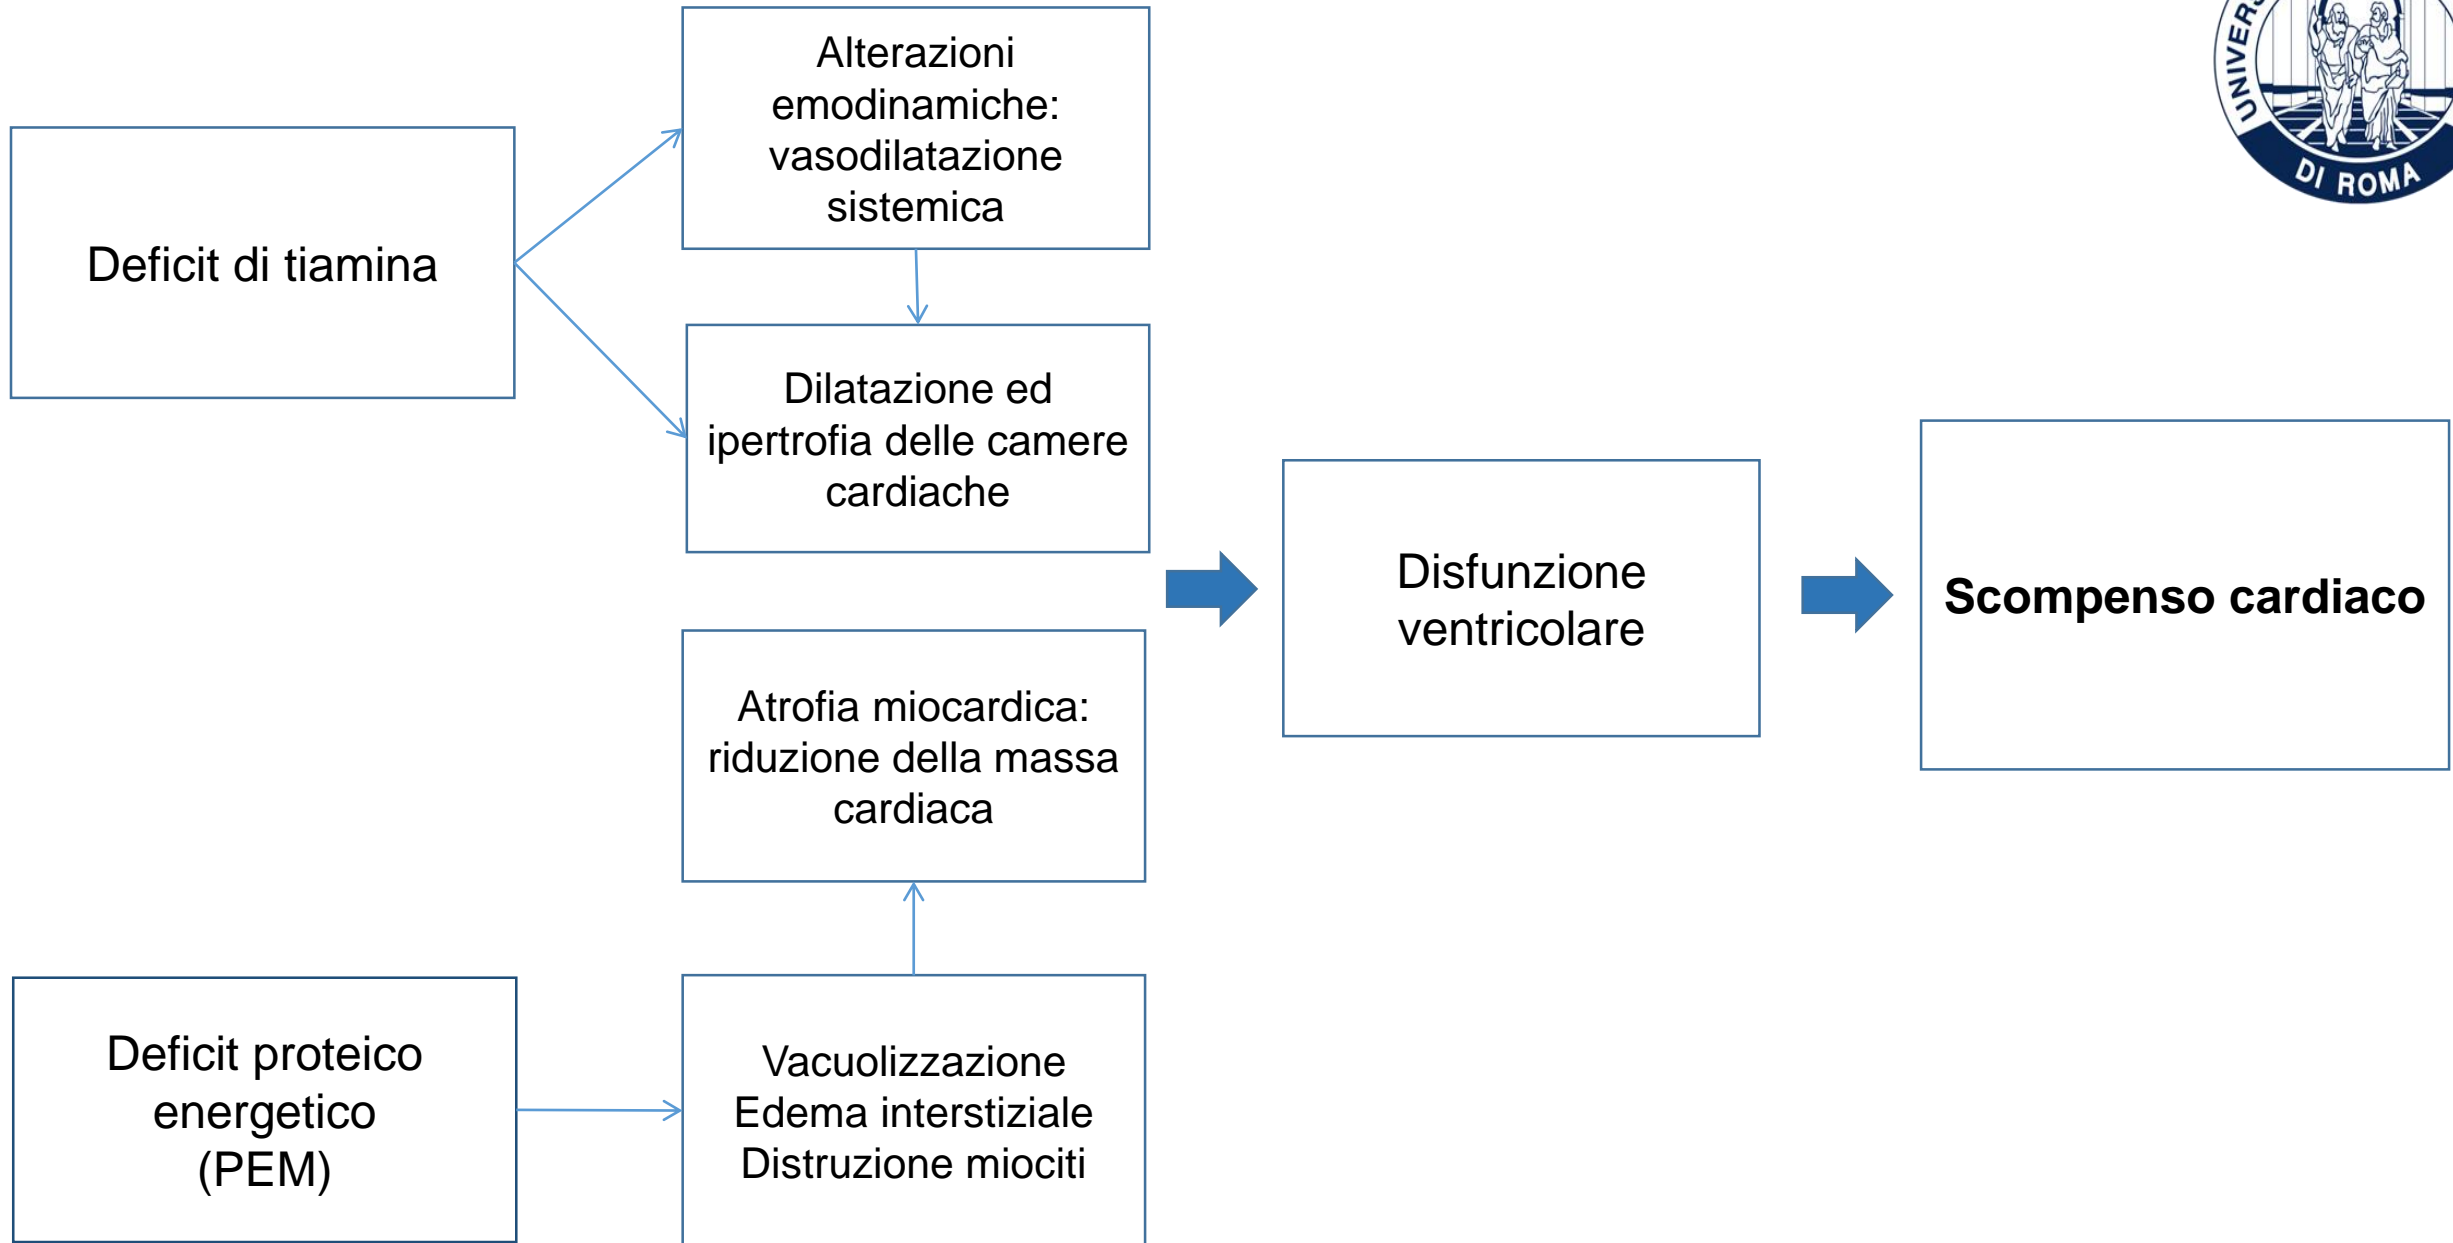 Alterazioni
emodinamiche:
vasodilatazione
sistemica
Deficit di tiamina
Dilatazione ed
ipertrofia delle camere
cardiache
Atrofia miocardica:
riduzione della massa
cardiaca
Deficit proteico
energetico
(PEM)
Vacuolizzazione
Edema interstiziale
Distruzione miociti
Disfunzione
ventricolare
Scompenso cardiaco
DI ROMA